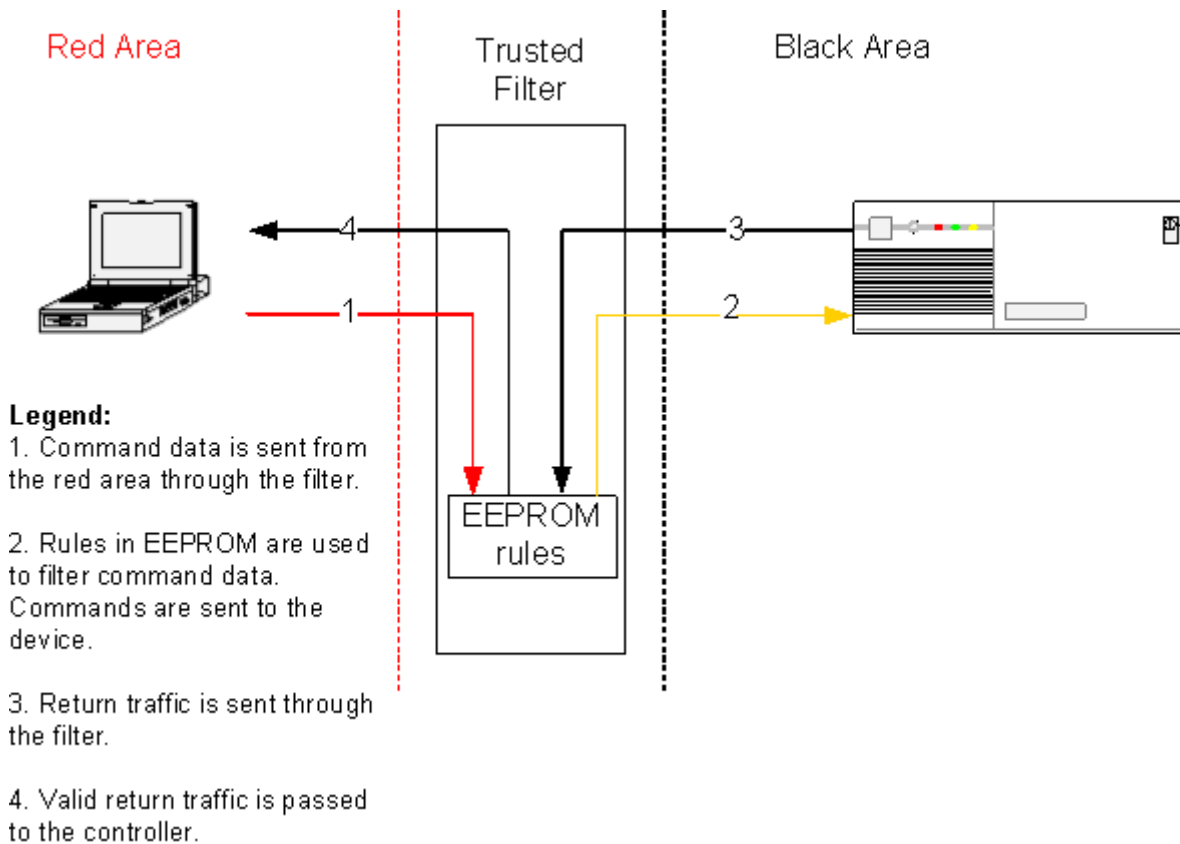 Red Area
Trusted
Filter
Black Area
4
3
1
2
EEPROM
rules
Legend:
1. Command data is sent from
the red area through the filter.
2. Rules in EEPROM are used
to filter command data.
Commands are sent to the
device.
3. Return traffic is sent through
the filter.
4. Valid return traffic is passed
to the controller.